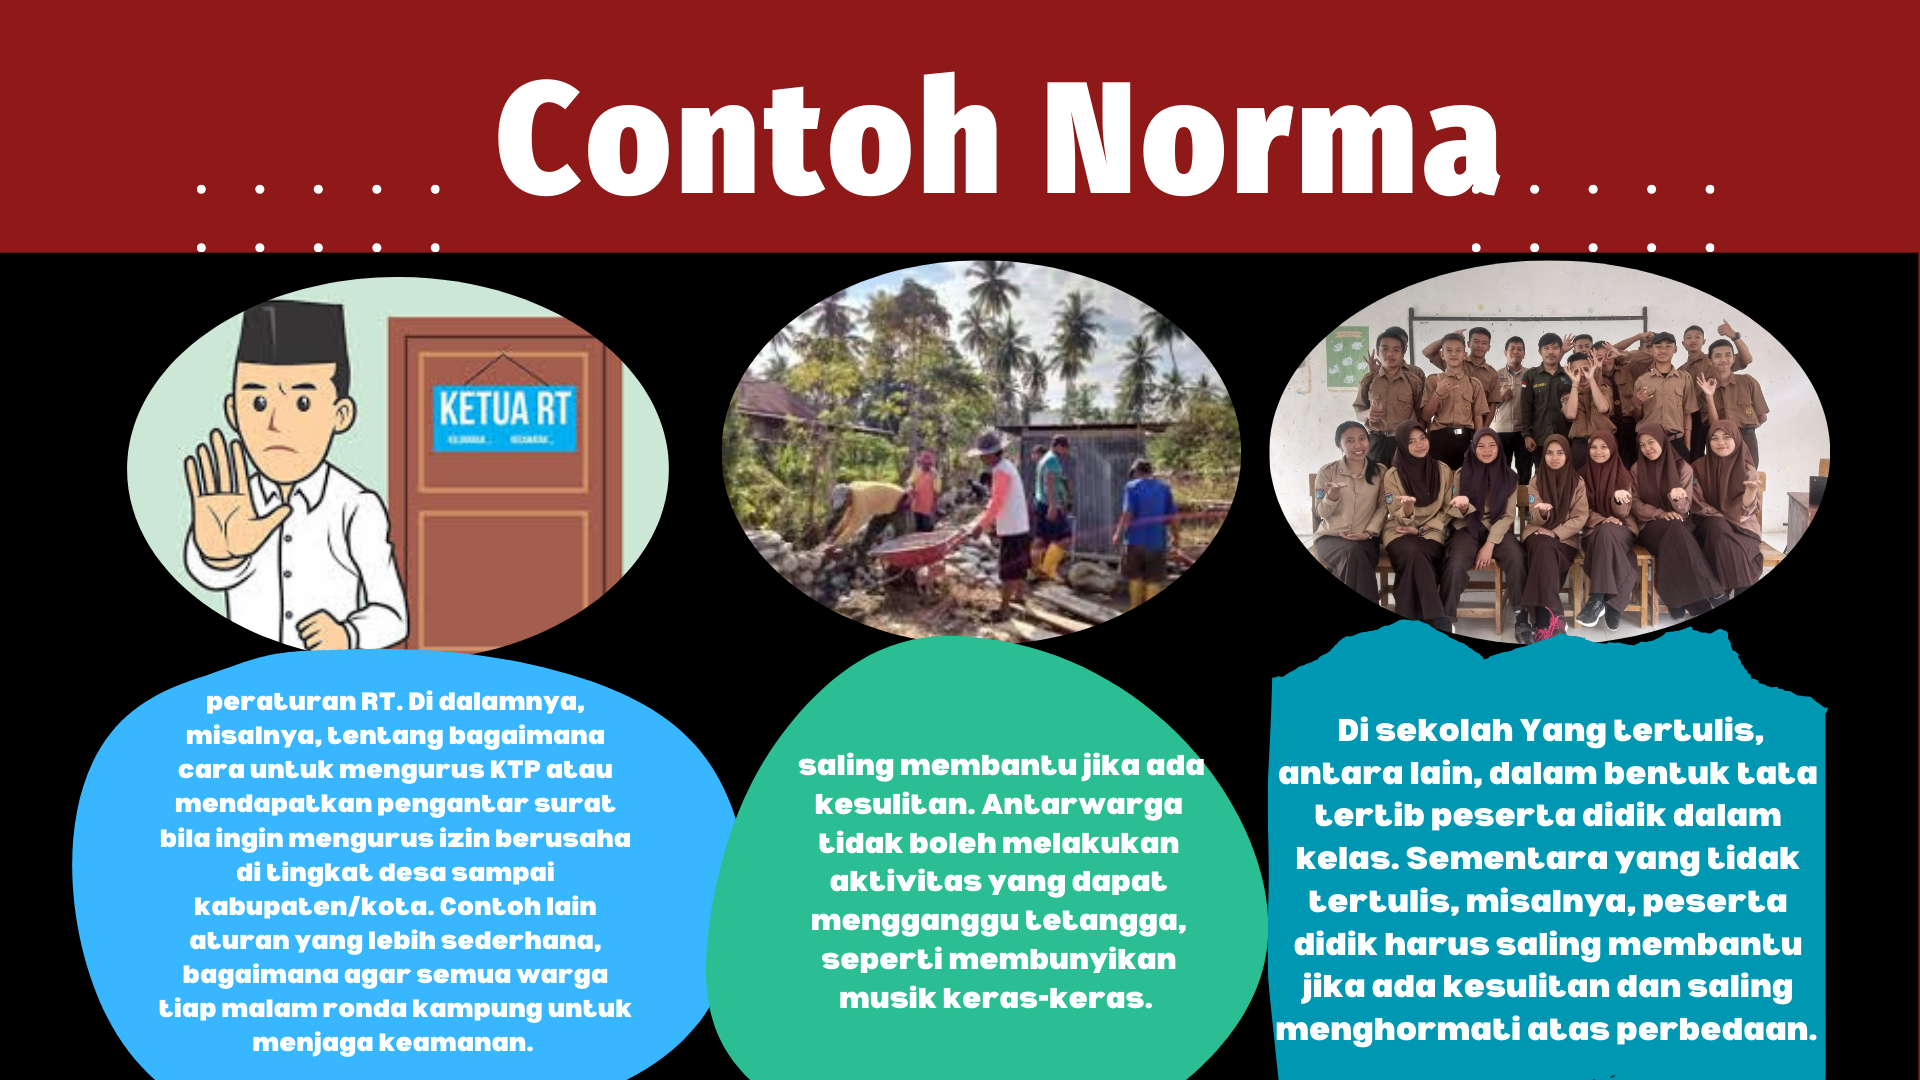 Contoh Norma
KETUA RT
peraturan RT. Di dalamnya,
misalnya, tentang bagaimana
cara untuk mengurus KTP atau
mendapatkan pengantar surat
bila ingin mengurus izin berusaha
di tingkat desa sampai
kabupaten/kota. Contoh lain
aturan yang lebih sederhana,
bagaimana agar semua warga
tiap malam ronda kampung untuk
menjaga keamanan.
saling membantu jika ada
kesulitan. Antarwarga
tidak boleh melakukan
aktivitas yang dapat
mengganggu tetangga,
seperti membunyikan
musik keras-keras.
Di sekolah Yang tertulis,
antara lain, dalam bentuk tata
tertib peserta didik dalam
kelas. Sementara yang tidak
tertulis, misalnya, peserta
didik harus saling membantu
jika ada kesulitan dan saling
menghormati atas perbedaan.